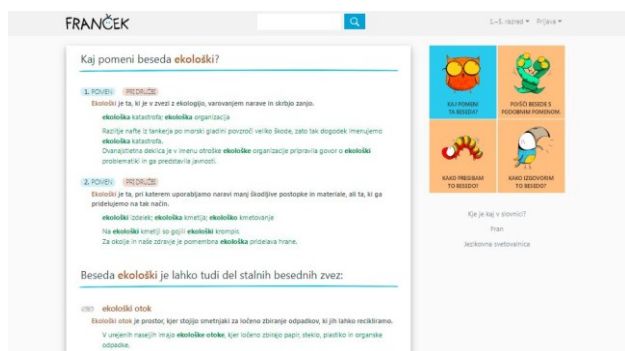 FRANČEK
1.–5. razred ▾ Prijava ▾
Kaj pomeni beseda ekološki?
1. POMEN PRIDRUŽI
Ekološki je ta, ki je v zvezi z ekologijo, varovanjem narave in skrbjo zanjo.
ekološka katastrofa; ekološka organizacija
Razlitje nafte iz tankerja po morski gladini povzroči veliko škode, zato tak dogodek imenujemo
ekološka katastrofa.
Dvanajstletna deklica je v imenu otroške ekološke organizacije pripravila govor o ekološki
problematiki in ga predstavila javnosti.
2. POMEN PRIDRUŽI
Ekološki je ta, pri katerem uporabljamo naravi manj škodljive postopke in materiale, ali ta, ki ga
pridelujemo na tak način.
ekološki izdelek; ekološka kmetija; ekološko kmetovanje
Na ekološki kmetiji so gojili ekološki krompir.
Za okolje in naše zdravje je pomembna ekološka pridelava hrane.
Beseda ekološki je lahko tudi del stalnih besednih zvez:
ekološki otok
Ekološki otok je prostor, kjer stojijo smetnjaki za ločeno zbiranje odpadkov, ki jih lahko recikliramo.
V urejenih naseljih imajo ekološke otoke, kjer ločeno zbirajo papir, steklo, plastiko in organske
odpadke.
KAJ POMENI
TA BESEDA?
POIŠČI BESEDE S
PODOBNIM POMENOM.
KAKO PREGIBAM
TO BESEDO?
KAKO IZGOVORIM
TO BESEDO?
Kje je kaj v slovnici?
Fran
Jezikovna svetovalnica